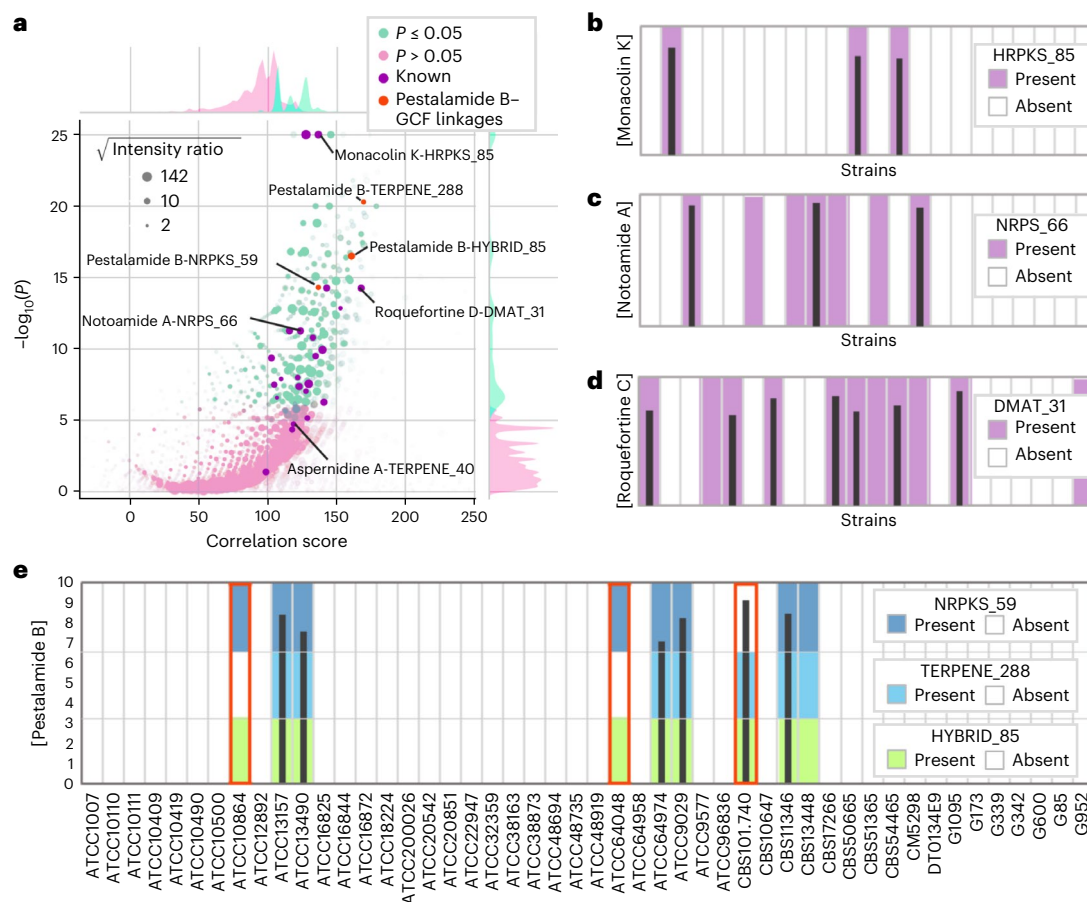 a
P ≤ 0.05
P > 0.05
Known
Pestalamide B–
GCF linkages
√Intensity ratio
142
10
2
Monacolin K-HRPKS_85
Pestalamide B-TERPENE_288
Pestalamide B-HYBRID_85
Pestalamide B-NRPKS_59
Roquefortine D-DMAT_31
Notoamide A-NRPS_66
Aspernidine A-TERPENE_40
25
20
15
10
5
0
–log10(P)
0
50
100
150
200
250
Correlation score
b
[Monacolin K]
HRPKS_85
Present
Absent
Strains
c
[Notoamide A]
NRPS_66
Present
Absent
Strains
d
[Roquefortine C]
DMAT_31
Present
Absent
Strains
e
[Pestalamide B]
10
9
8
7
6
5
4
3
2
1
0
NRPKS_59
Present Absent
TERPENE_288
Present Absent
HYBRID_85
Present Absent
ATCC10007
ATCC10110
ATCC10111
ATCC10409
ATCC10419
ATCC10490
ATCC10500
ATCC10864
ATCC12892
ATCC13157
ATCC13490
ATCC16825
ATCC16444
ATCC16872
ATCC18224
ATCC200026
ATCC20542
ATCC20851
ATCC22947
ATCC32359
ATCC38163
ATCC38873
ATCC48694
ATCC48735
ATCC48919
ATCC64048
ATCC64958
ATCC64974
ATCC9029
ATCC9577
ATCC96836
CBS101.740
CBS10647
CBS11346
CBS13448
CBS17266
CBS50665
CBS51365
CBS54465
CM5298
DTO134E9
G1095
G173
G339
G342
G600
G85
G9252